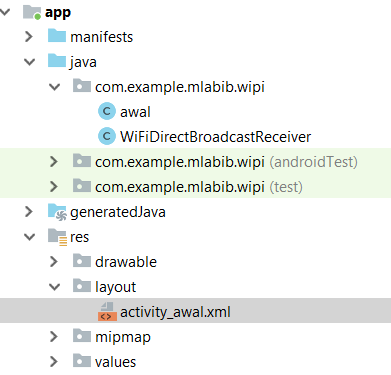 app
manifests
java
com.example.mlabib.wipi
awal
WiFiDirectBroadcastReceiver
com.example.mlabib.wipi (androidTest)
com.example.mlabib.wipi (test)
generatedJava
res
drawable
layout
activity_awal.xml
mipmap
values